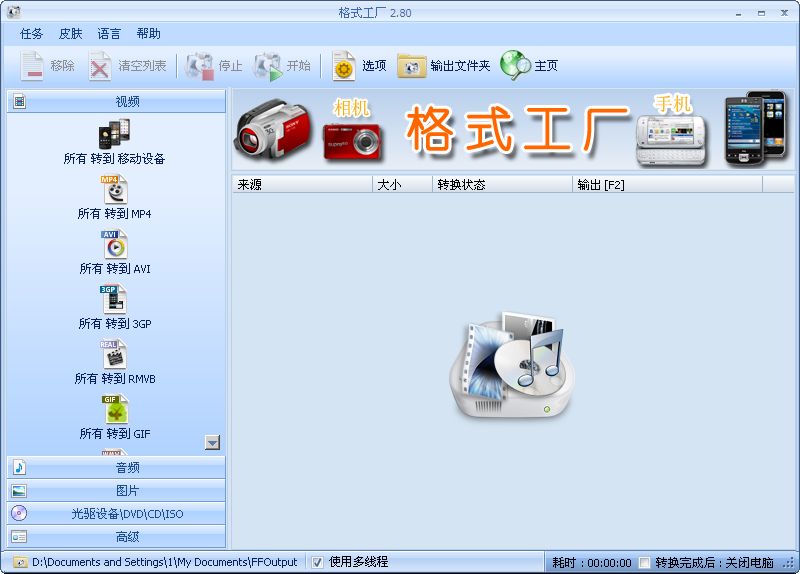 格式工厂 2.80
任务 皮肤 语言 帮助
移除 清空列表 停止 开始 选项 输出文件夹 主页
视频
所有 转到 移动设备
MP4
所有 转到 MP4
AVI
所有 转到 AVI
3GP
所有 转到 3GP
REAL
所有 转到 RMVB
GIF
所有 转到 GIF
音频
图片
光驱设备\DVD\CD\ISO
高级
相机
格式工厂
手机
SONY
来源 大小 转换状态 输出 [F2]
D:\Documents and Settings\1\My Documents\FFOutput
使用多线程
耗时 : 00:00:00
转换完成后 : 关闭电脑